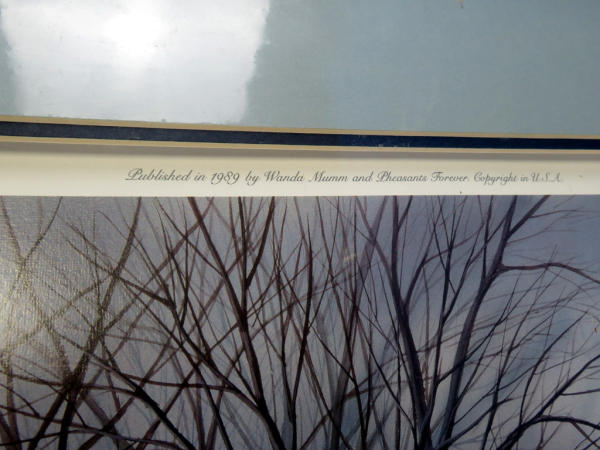 Published in 1989 by Wanda Mumm and Pheasants Forever. Copyright in U.S.A.